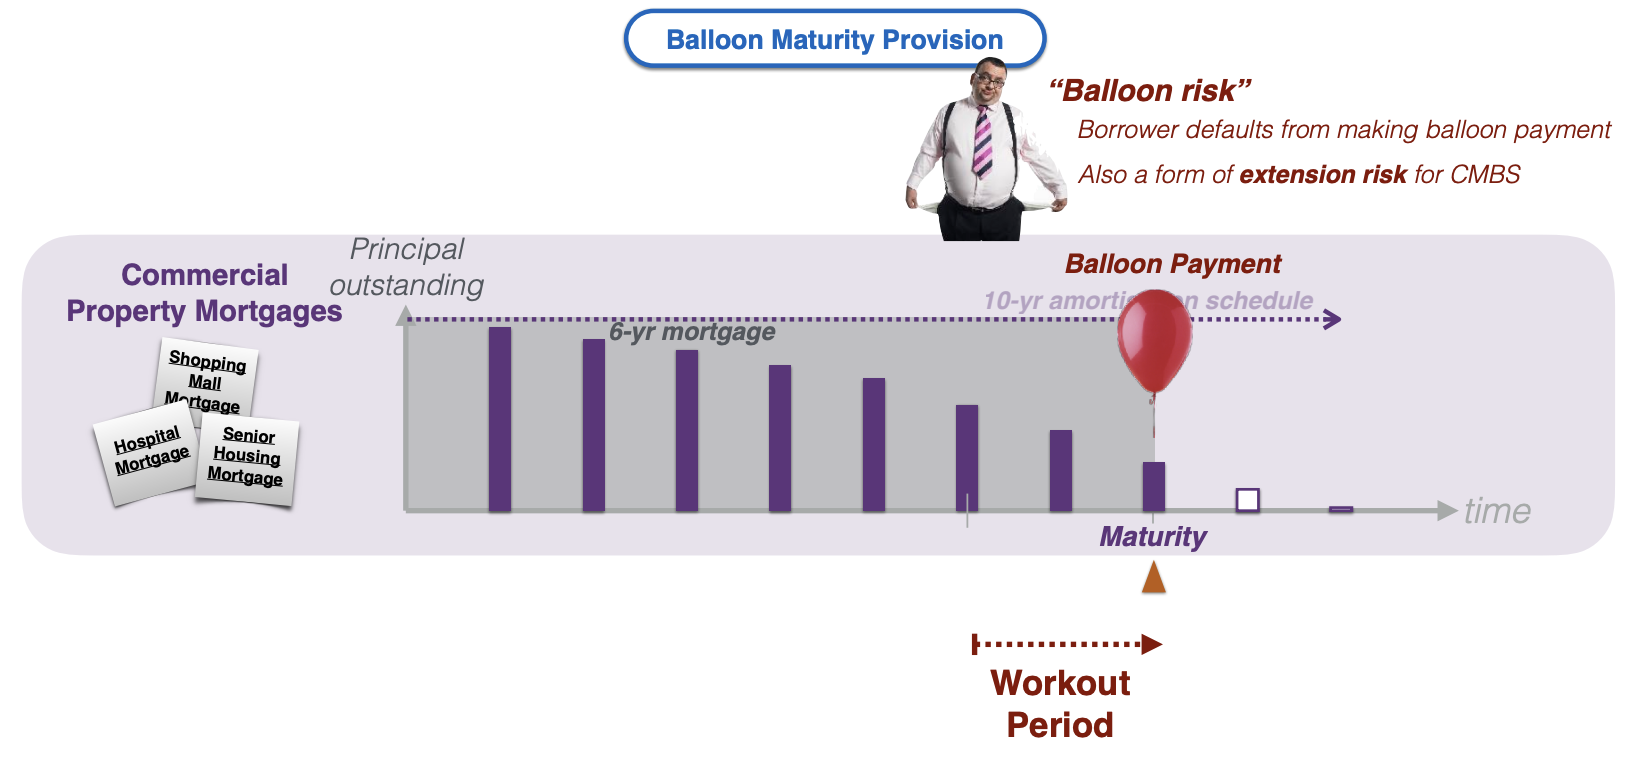 Balloon Maturity Provision
“Balloon risk”
Borrower defaults from making balloon payment
Also a form of extension risk for CMBS
Commercial
Property Mortgages
Principal
outstanding
Balloon Payment
10-yr amortis on schedule
6-yr mortgage
Shopping
Mall
Mortgage
Hospital
Mortgage
Senior
Housing
Mortgage
time
Maturity
Workout
Period